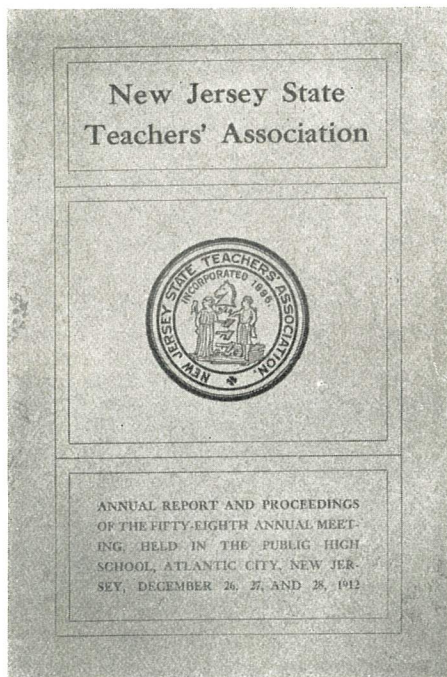 New Jersey State
Teachers' Association
NEW JERSEY STATE TEACHERS' ASSOCIATION.
INCORPORATED 1896.
ANNUAL REPORT AND PROCEEDINGS
OF THE FIFTY-EIGHTH ANNUAL MEET-
ING, HELD IN THE PUBLIC HIGH
SCHOOL, ATLANTIC CITY, NEW JER-
SEY, DECEMBER 26, 27, AND 28, 1912